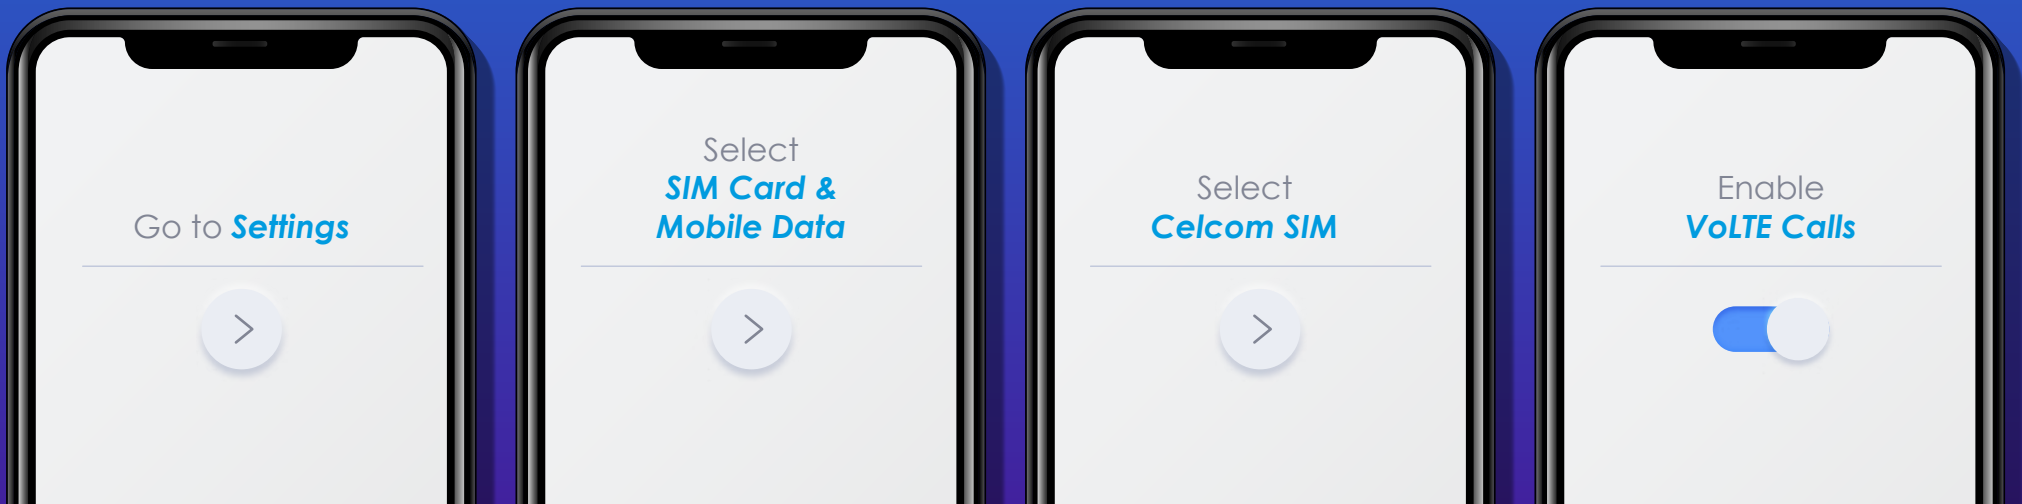 Go to Settings
Select
SIM Card &
Mobile Data
Select
Celcom SIM
Enable
VoLTE Calls